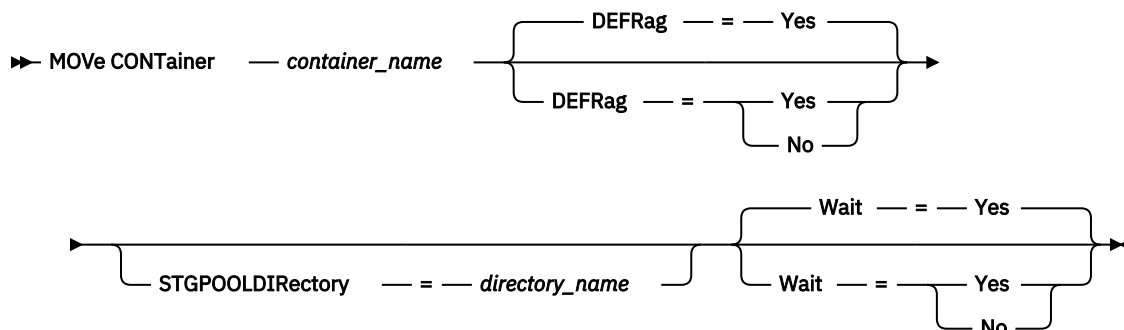 DEFRag = Yes
MOVe CONTainer container_name
DEFRag = Yes
No
Wait = Yes
STGPOOLDIRectory = directory_name
Wait = Yes
No